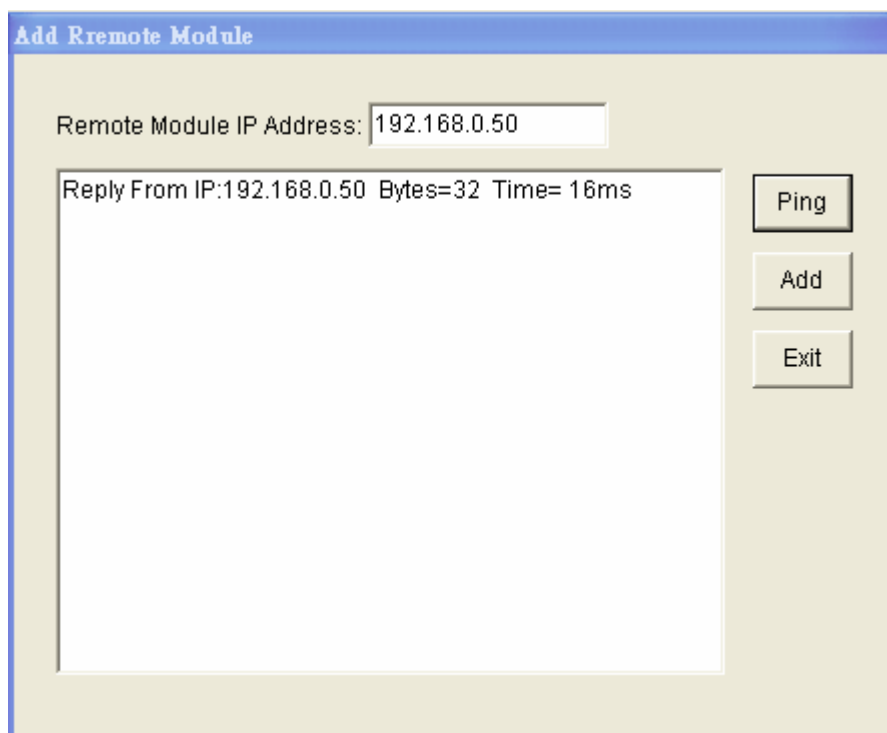 Add Rremote Module
Remote Module IP Address: 192.168.0.50
Reply From IP:192.168.0.50 Bytes=32 Time= 16ms
Ping
Add
Exit